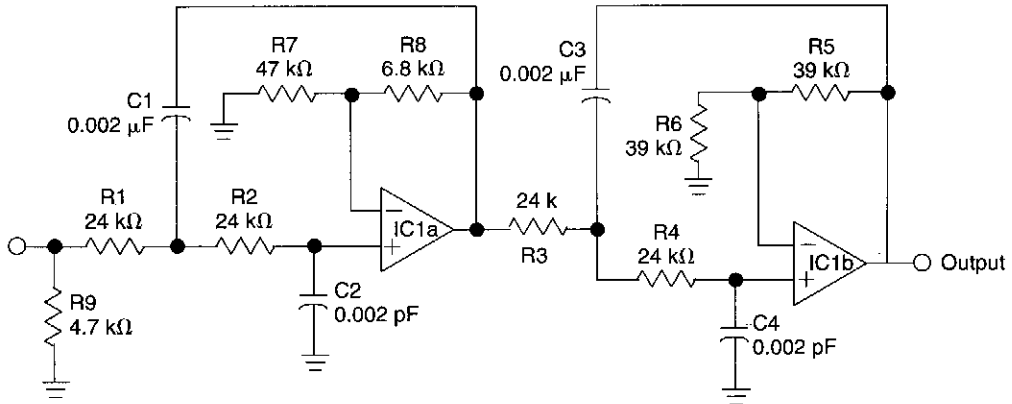 R7
47 kΩ
R8
6.8 kΩ
C3
0.002 µF
R5
39 kΩ
C1
0.002 µF
R6
39 kΩ
R1
24 kΩ
R2
24 kΩ
IC1a
24 k
R3
R4
24 kΩ
IC1b
Output
R9
4.7 kΩ
C2
0.002 pF
C4
0.002 pF